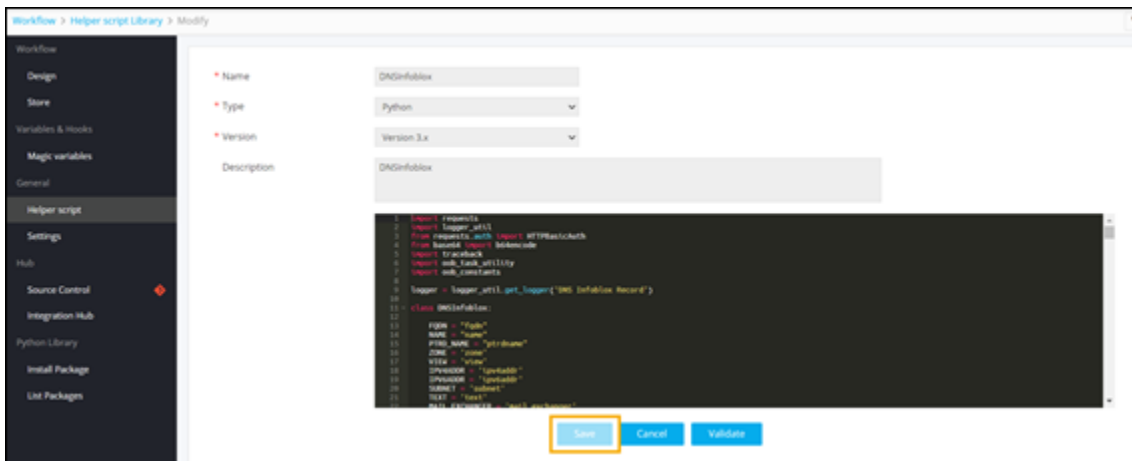 Workflow > Helper script Library > Modify
Workflow
Design
Store
Variables & Hooks
Magic variables
General
Helper script
Settings
Hub
Source Control
Integration Hub
Python Library
Install Package
List Packages
* Name DNSInfoblox
* Type Python
* Version Version 3.x
Description DNSInfoblox
1 import requests
2 import logger_util
3 from requests.auth import HTTPBasicAuth
4 from base64 import b64encode
5 import traceback
6 import oob_task_utility
7 import oob_constants
8
9 logger = logger_util.get_logger('DNS Infoblox Record')
10
11 class DNSInfoblox:
12
13 FQDN = "fqdn"
14 NAME = "name"
15 PTRD_NAME = "ptrdname"
16 ZONE = 'zone'
17 VIEW = 'view'
18 IPV4ADDR = 'ipv4addr'
19 IPV6ADDR = 'ipv6addr'
20 SUBNET = 'subnet'
21 TEXT = 'text'
22 MAIL_EXCHANGER = 'mail_exchanger'
Save Cancel Validate